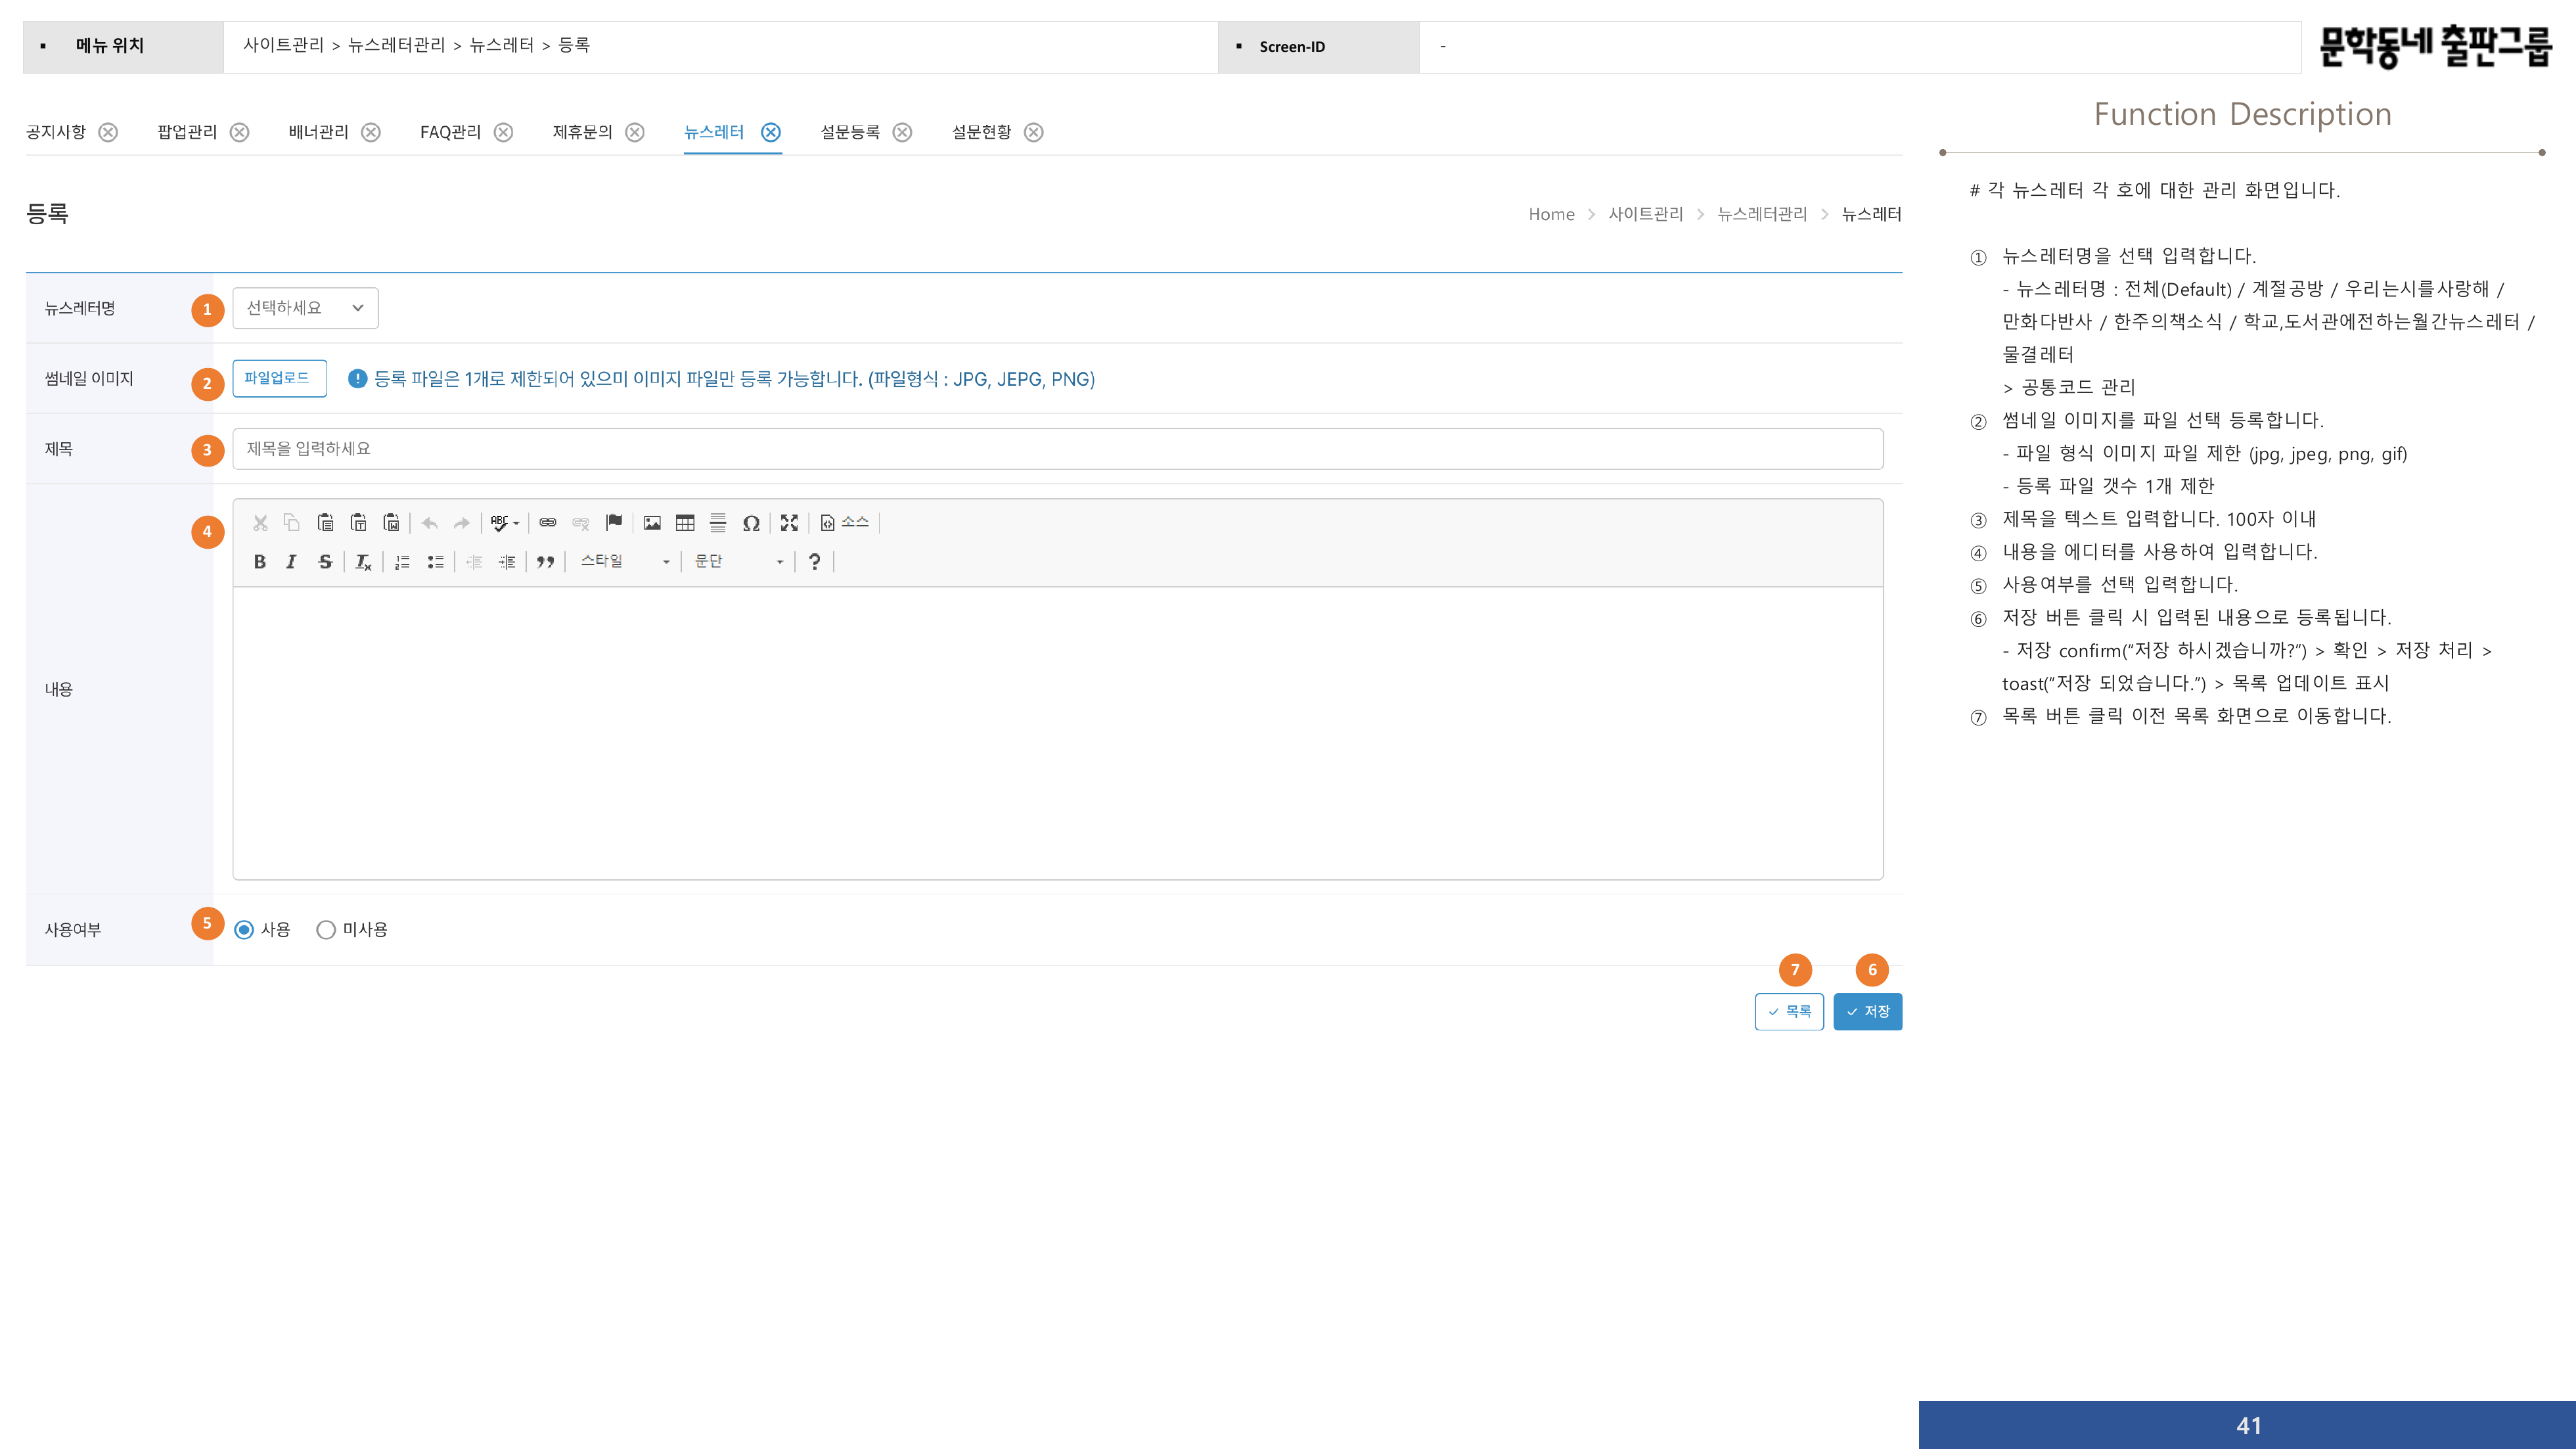 ▪ 메뉴 위치
사이트관리 > 뉴스레터관리 > 뉴스레터 > 등록
▪ Screen-ID
-
문학동네 출판그룹
공지사항 팝업관리 배너관리 FAQ관리 제휴문의 뉴스레터 설문등록 설문현황
등록
Home > 사이트관리 > 뉴스레터관리 > 뉴스레터
뉴스레터명
1
선택하세요
썸네일 이미지
2
파일업로드
! 등록 파일은 1개로 제한되어 있으미 이미지 파일만 등록 가능합니다. (파일형식 : JPG, JEPG, PNG)
제목
3
제목을 입력하세요
내용
4
ABC Ω 소스
B I S Tx 스타일 문단 ?
사용여부
5
사용 미사용
7 6
목록 저장
Function Description
# 각 뉴스레터 각 호에 대한 관리 화면입니다.
① 뉴스레터명을 선택 입력합니다.
- 뉴스레터명 : 전체(Default) / 계절공방 / 우리는시를사랑해 /
만화다반사 / 한주의책소식 / 학교,도서관에전하는월간뉴스레터 /
물결레터
> 공통코드 관리
② 썸네일 이미지를 파일 선택 등록합니다.
- 파일 형식 이미지 파일 제한 (jpg, jpeg, png, gif)
- 등록 파일 갯수 1개 제한
③ 제목을 텍스트 입력합니다. 100자 이내
④ 내용을 에디터를 사용하여 입력합니다.
⑤ 사용여부를 선택 입력합니다.
⑥ 저장 버튼 클릭 시 입력된 내용으로 등록됩니다.
- 저장 confirm(“저장 하시겠습니까?”) > 확인 > 저장 처리 >
toast(“저장 되었습니다.”) > 목록 업데이트 표시
⑦ 목록 버튼 클릭 이전 목록 화면으로 이동합니다.
41